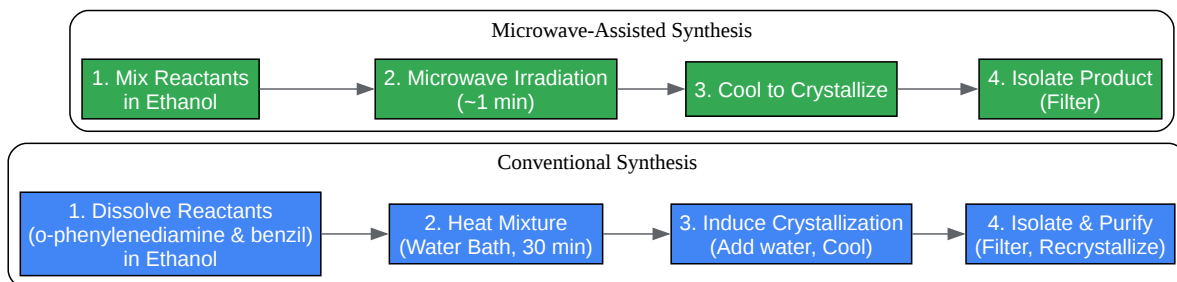 Microwave-Assisted Synthesis
1. Mix Reactants
in Ethanol
2. Microwave Irradiation
(~1 min)
3. Cool to Crystallize
4. Isolate Product
(Filter)
Conventional Synthesis
1. Dissolve Reactants
(o-phenylenediamine & benzil)
in Ethanol
2. Heat Mixture
(Water Bath, 30 min)
3. Induce Crystallization
(Add water, Cool)
4. Isolate & Purify
(Filter, Recrystallize)